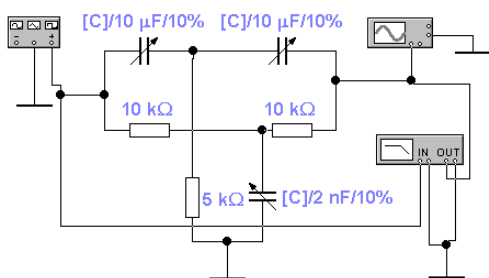 [C]/10 µF/10% [C]/10 µF/10%
10 kΩ 10 kΩ
IN OUT
5 kΩ [C]/2 nF/10%